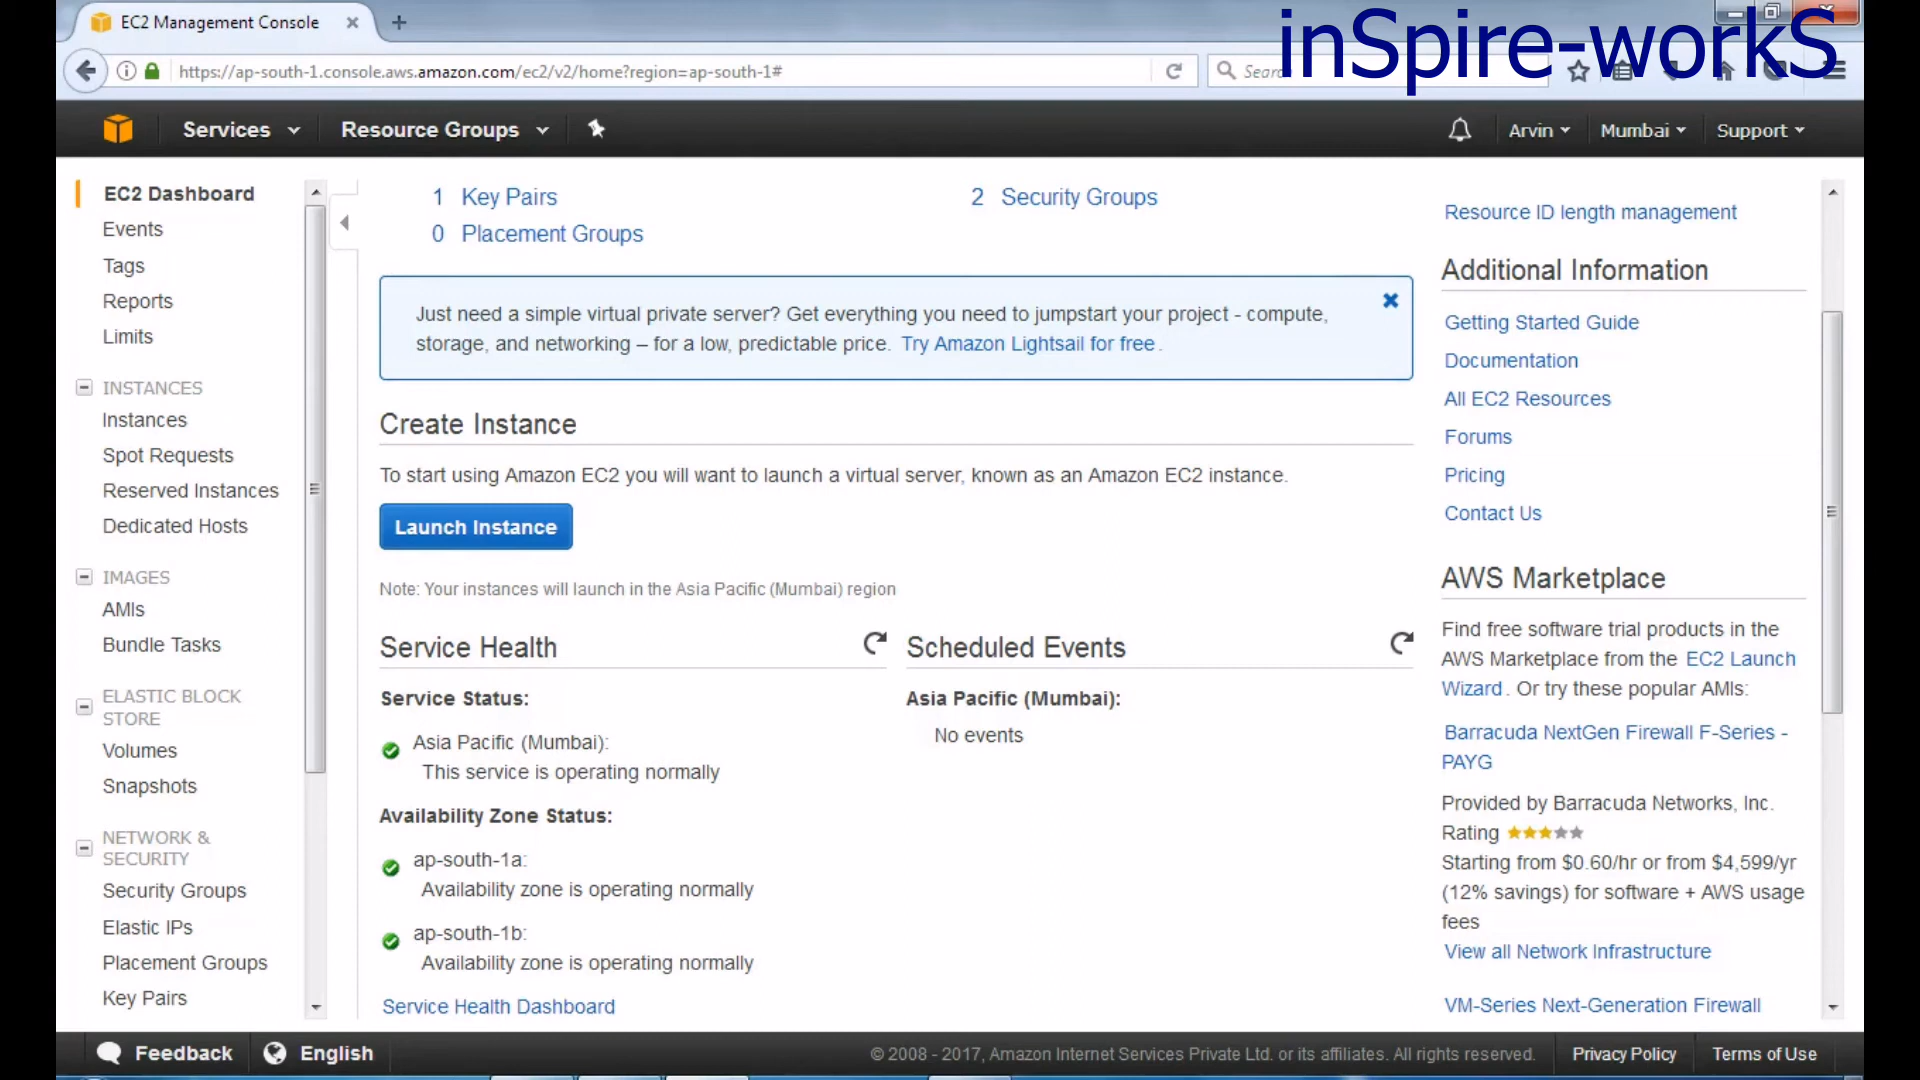 EC2 Management Console
inSpire-workS
https://ap-south-1.console.aws.amazon.com/ec2/v2/home?region=ap-south-1#
Services
Resource Groups
Arvin
Mumbai
Support
EC2 Dashboard
Events
Tags
Reports
Limits
INSTANCES
Instances
Spot Requests
Reserved Instances
Dedicated Hosts
IMAGES
AMIs
Bundle Tasks
ELASTIC BLOCK
STORE
Volumes
Snapshots
NETWORK &
SECURITY
Security Groups
Elastic IPs
Placement Groups
Key Pairs
1 Key Pairs
2 Security Groups
0 Placement Groups
Just need a simple virtual private server? Get everything you need to jumpstart your project - compute,
storage, and networking – for a low, predictable price. Try Amazon Lightsail for free.
Create Instance
To start using Amazon EC2 you will want to launch a virtual server, known as an Amazon EC2 instance.
Launch Instance
Note: Your instances will launch in the Asia Pacific (Mumbai) region
Service Health
Service Status:
Asia Pacific (Mumbai):
This service is operating normally
Availability Zone Status:
ap-south-1a:
Availability zone is operating normally
ap-south-1b:
Availability zone is operating normally
Service Health Dashboard
Scheduled Events
Asia Pacific (Mumbai):
No events
Resource ID length management
Additional Information
Getting Started Guide
Documentation
All EC2 Resources
Forums
Pricing
Contact Us
AWS Marketplace
Find free software trial products in the
AWS Marketplace from the EC2 Launch
Wizard. Or try these popular AMIs:
Barracuda NextGen Firewall F-Series -
PAYG
Provided by Barracuda Networks, Inc.
Rating
Starting from $0.60/hr or from $4,599/yr
(12% savings) for software + AWS usage
fees
View all Network Infrastructure
VM-Series Next-Generation Firewall
Feedback
English
© 2008 - 2017, Amazon Internet Services Private Ltd. or its affiliates. All rights reserved.
Privacy Policy
Terms of Use